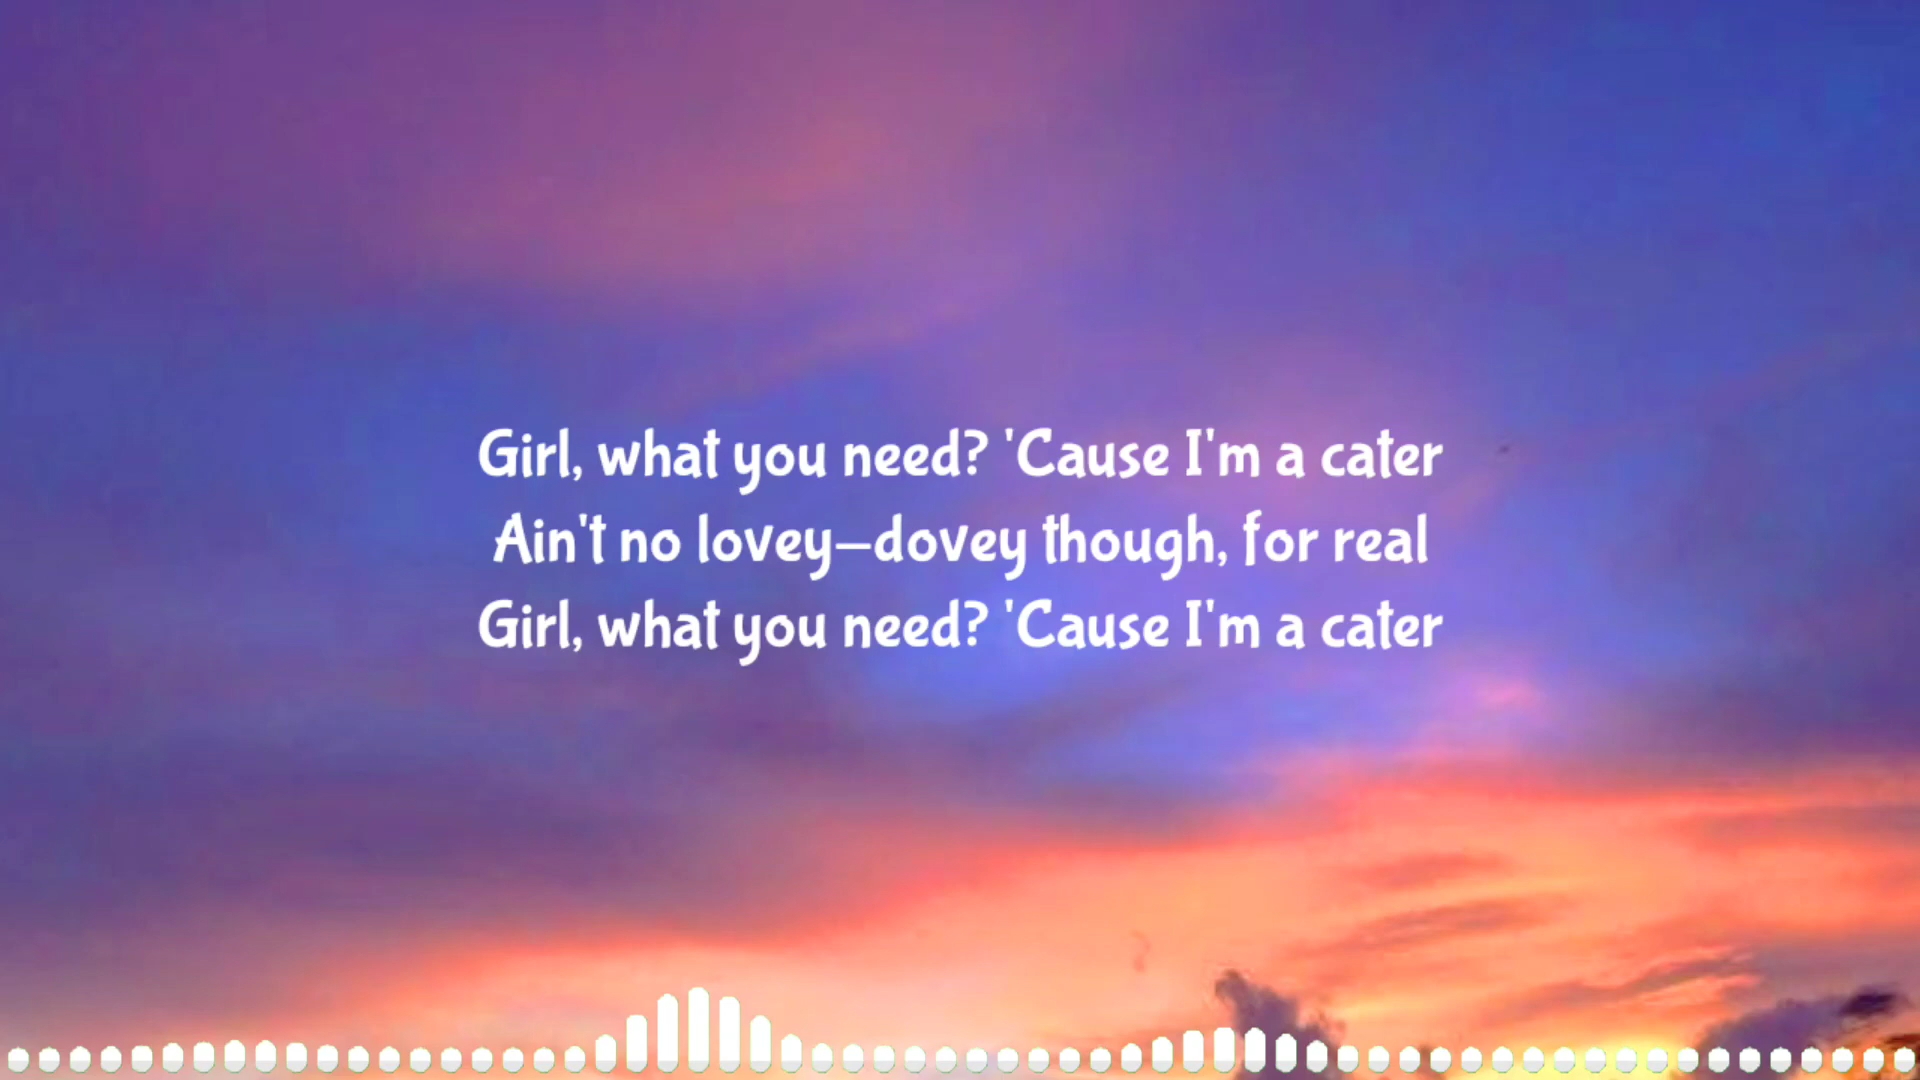 Girl, what you need? 'Cause I'm a cater
Ain't no lovey-dovey though, for real
Girl, what you need? 'Cause I'm a cater